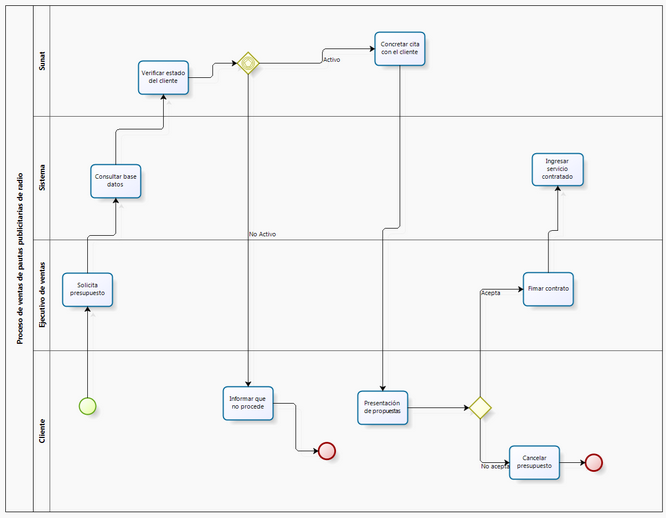 Proceso de ventas de pautas publicitarias de radio
Sunat
Verificar estado
del cliente
Activo
Concretar cita
con el cliente
Sistema
Consultar base
datos
No Activo
Ingresar
servicio
contratado
Ejecutivo de ventas
Solicita
presupuesto
Acepta
Fimar contrato
Cliente
Informar que
no procede
Presentación
de propuestas
No acepta
Cancelar
presupuesto